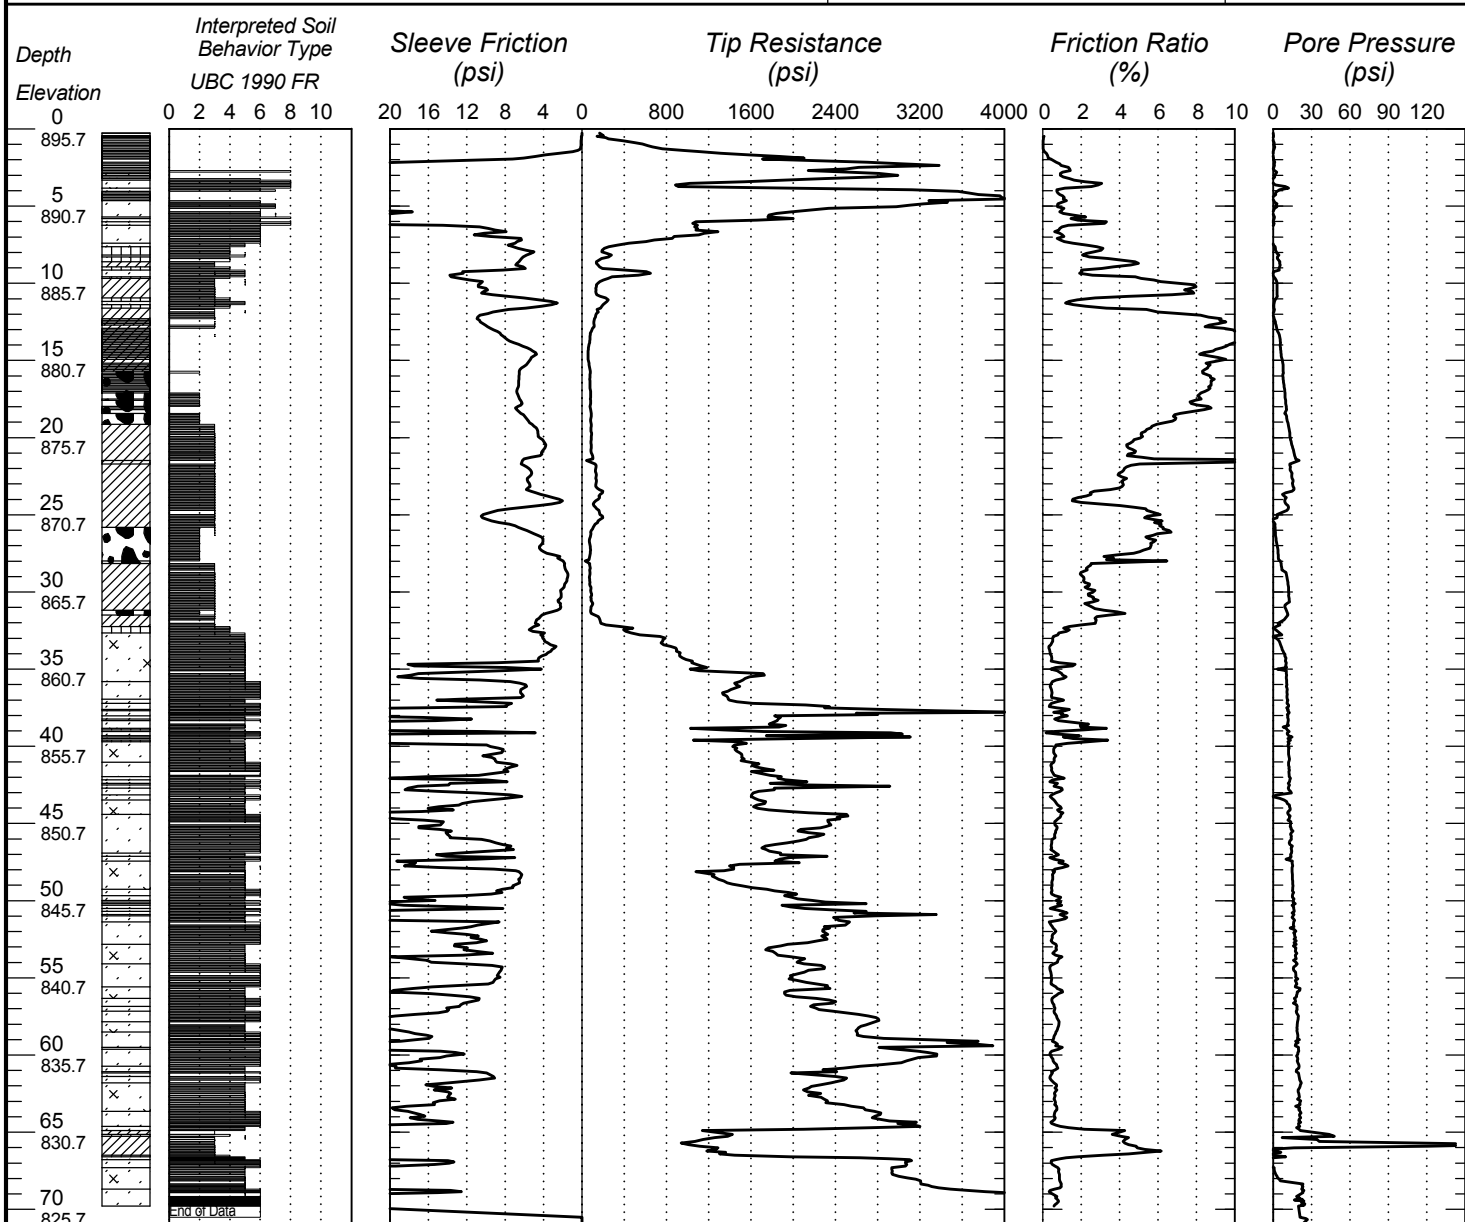 Depth
Elevation
Interpreted Soil
Behavior Type
UBC 1990 FR
Sleeve Friction
(psi)
Tip Resistance
(psi)
Friction Ratio
(%)
Pore Pressure
(psi)
0 2 4 6 8 10
20 16 12 8 4 0
0 800 1600 2400 3200 4000
0 2 4 6 8 10
0 30 60 90 120
0
895.7
5
890.7
10
885.7
15
880.7
20
875.7
25
870.7
30
865.7
35
860.7
40
855.7
45
850.7
50
845.7
55
840.7
60
835.7
65
830.7
70
825.7
End of Data